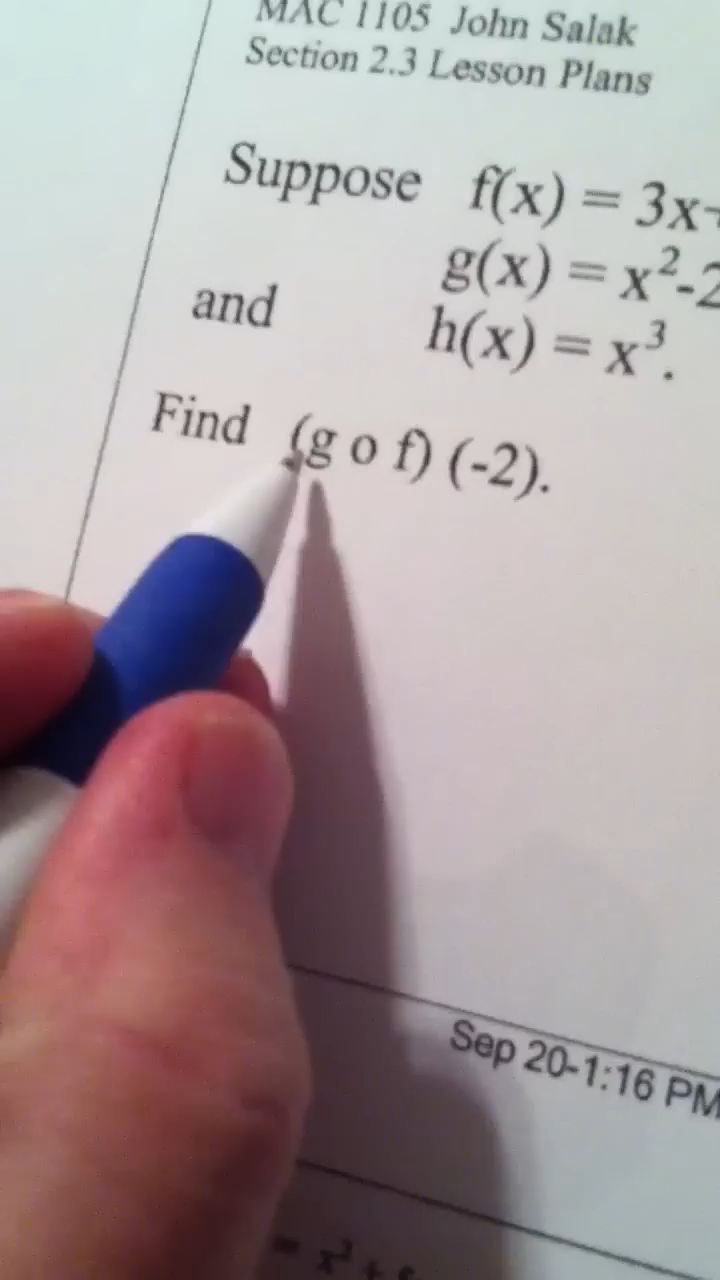 MAC 1105 John Salak
Section 2.3 Lesson Plans
Suppose f(x) = 3x
g(x) = x²-2
and h(x) = x³.
Find (g o f) (-2).
Sep 20-1:16 PM